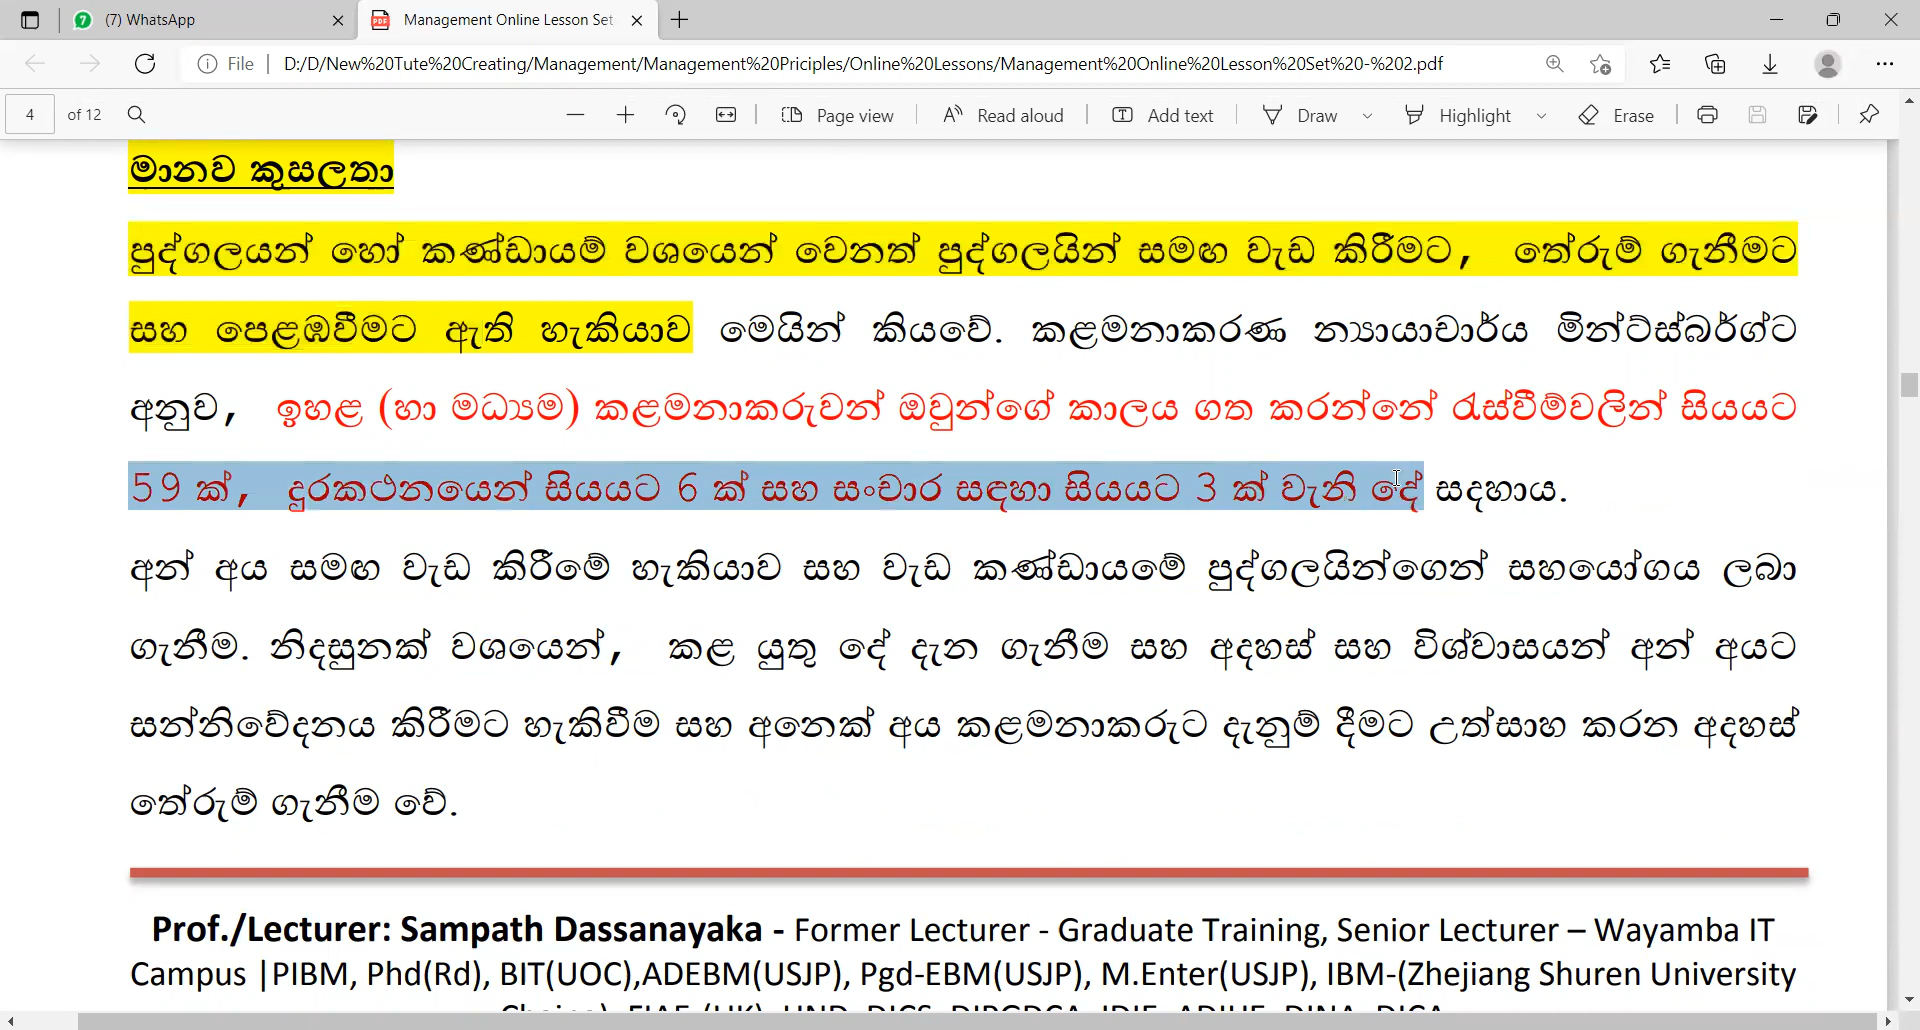 (7) WhatsApp
Management Online Lesson Set
File D:/D/New%20Tute%20Creating/Management/Management%20Priciples/Online%20Lessons/Management%20Online%20Lesson%20Set%20-%202.pdf
4 of 12 Page view Read aloud Add text Draw Highlight Erase
මානව කුසලතා
පුද්ගලයන් හෝ කණ්ඩායම් වශයෙන් වෙනත් පුද්ගලයින් සමඟ වැඩ කිරීමට, තේරුම් ගැනීමට
සහ පෙළඹවීමට ඇති හැකියාව මෙයින් කියවේ. කළමනාකරණ න්‍යායාචාර්ය මින්ට්ස්බර්ග්ට
අනුව, ඉහළ (හා මධ්‍යම) කළමනාකරුවන් ඔවුන්ගේ කාලය ගත කරන්නේ රැස්වීම්වලින් සියයට
59 ක්, දුරකථනයෙන් සියයට 6 ක් සහ සංචාර සඳහා සියයට 3 ක් වැනි දේ සදහාය.
අන් අය සමඟ වැඩ කිරීමේ හැකියාව සහ වැඩ කණ්ඩායමේ පුද්ගලයින්ගෙන් සහයෝගය ලබා
ගැනීම. නිදසුනක් වශයෙන්, කළ යුතු දේ දැන ගැනීම සහ අදහස් සහ විශ්වාසයන් අන් අයට
සන්නිවේදනය කිරීමට හැකිවීම සහ අනෙක් අය කළමනාකරුට දැනුම් දීමට උත්සාහ කරන අදහස්
තේරුම් ගැනීම වේ.
Prof./Lecturer: Sampath Dassanayaka - Former Lecturer - Graduate Training, Senior Lecturer – Wayamba IT
Campus |PIBM, Phd(Rd), BIT(UOC),ADEBM(USJP), Pgd-EBM(USJP), M.Enter(USJP), IBM-(Zhejiang Shuren University